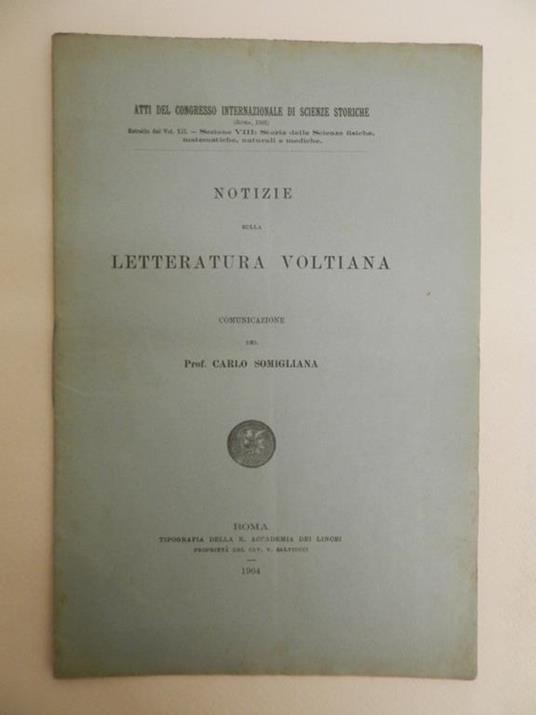 ATTI DEL CONGRESSO INTERNAZIONALE DI SCIENZE STORICHE
(Roma, 1903)
Estratto dal Vol. XII. — Sezione VIII: Storia delle Scienze fisiche,
matematiche, naturali e mediche.
NOTIZIE
SULLA
LETTERATURA VOLTIANA
COMUNICAZIONE
DEL
Prof. CARLO SOMIGLIANA
ROMA
TIPOGRAFIA DELLA R. ACCADEMIA DEI LINCEI
PROPRIETÀ DEL CAV. V. SALVIUCCI
1904